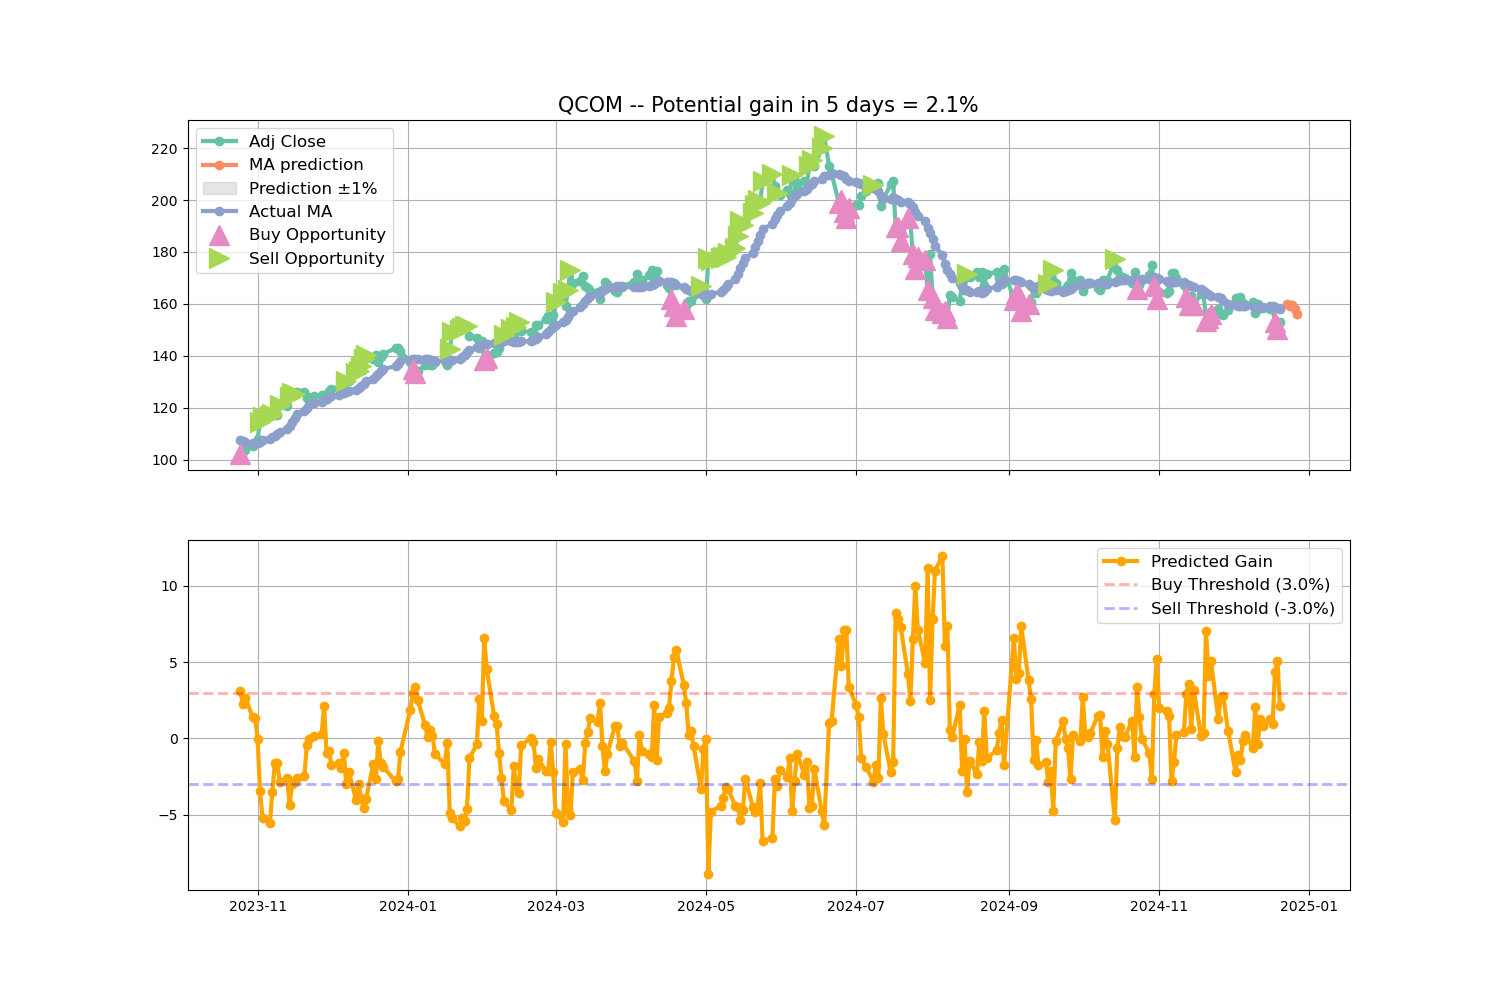 QCOM -- Potential gain in 5 days = 2.1%
Adj Close
MA prediction
Prediction ±1%
Actual MA
Buy Opportunity
Sell Opportunity
220
200
180
160
140
120
100
Predicted Gain
Buy Threshold (3.0%)
Sell Threshold (-3.0%)
10
5
0
−5
2023-11
2024-01
2024-03
2024-05
2024-07
2024-09
2024-11
2025-01